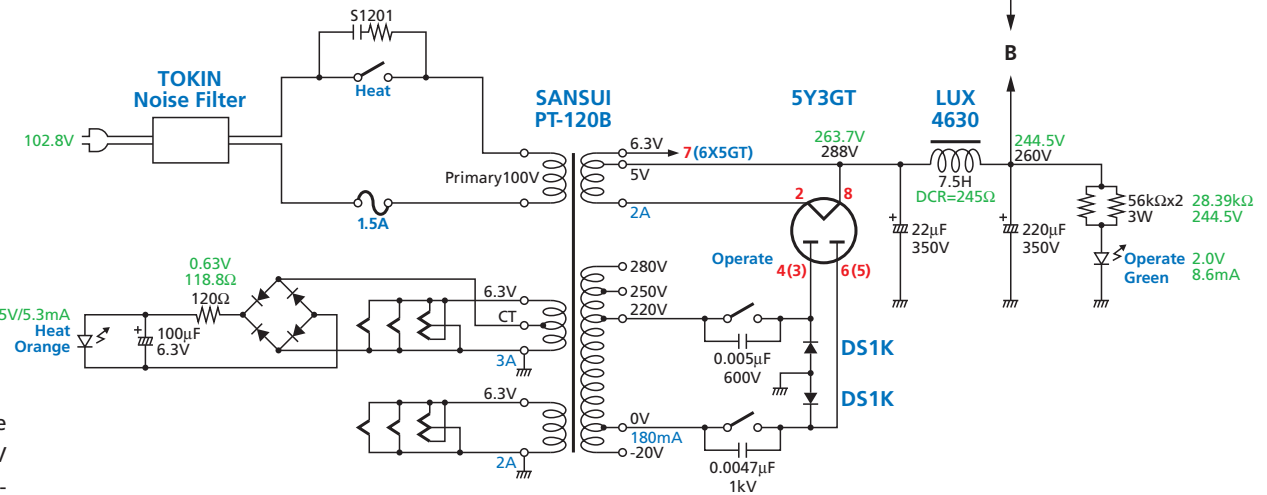 S1201
Heat
TOKIN
Noise Filter
102.8V
1.5A
SANSUI
PT-120B
Primary100V
6.3V
7(6X5GT)
5V
2A
5Y3GT
263.7V
288V
2
8
4(3)
6(5)
Operate
LUX
4630
7.5H
DCR=245Ω
B
244.5V
260V
+
22μF
350V
+
220μF
350V
56kΩx2
3W
28.39kΩ
244.5V
Operate
Green
2.0V
8.6mA
0.63V
118.8Ω
120Ω
5V/5.3mA
Heat
Orange
+
100μF
6.3V
6.3V
CT
3A
6.3V
2A
280V
250V
220V
0V
180mA
-20V
0.005μF
600V
0.0047μF
1kV
DS1K
DS1K
e
V
-